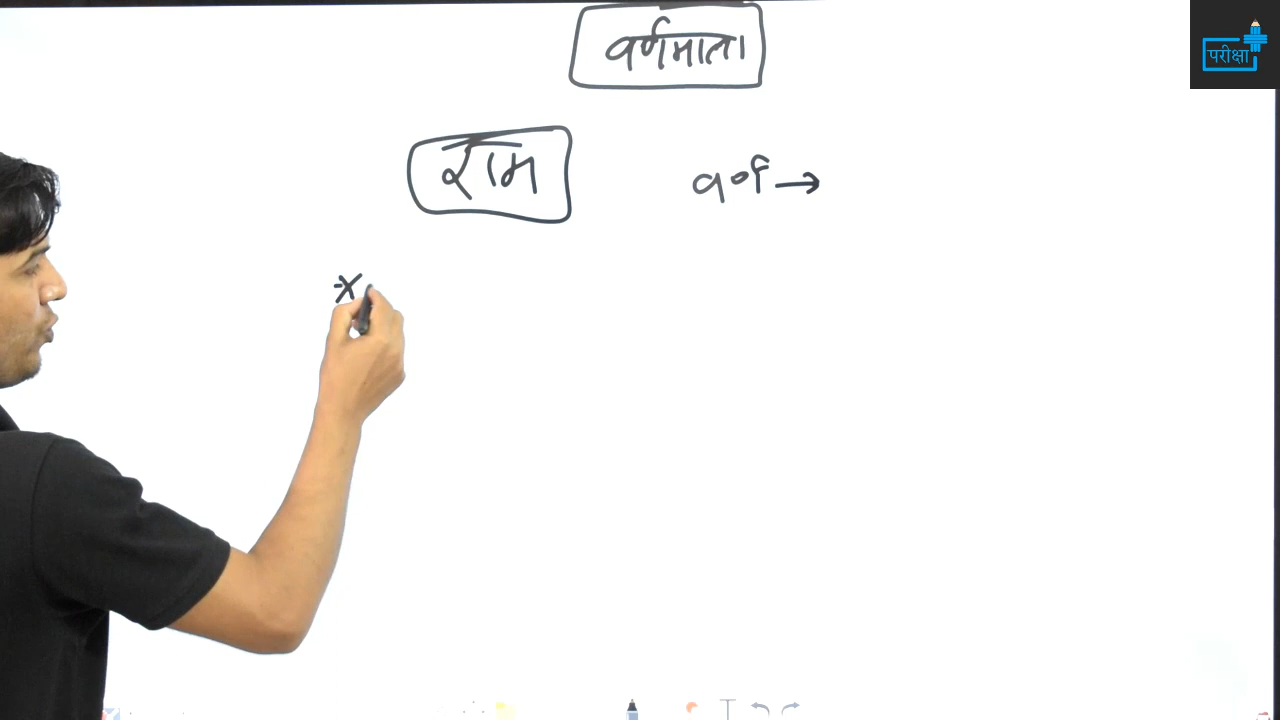 वर्णमाला
परीक्षा
राम
वर्ण →
*